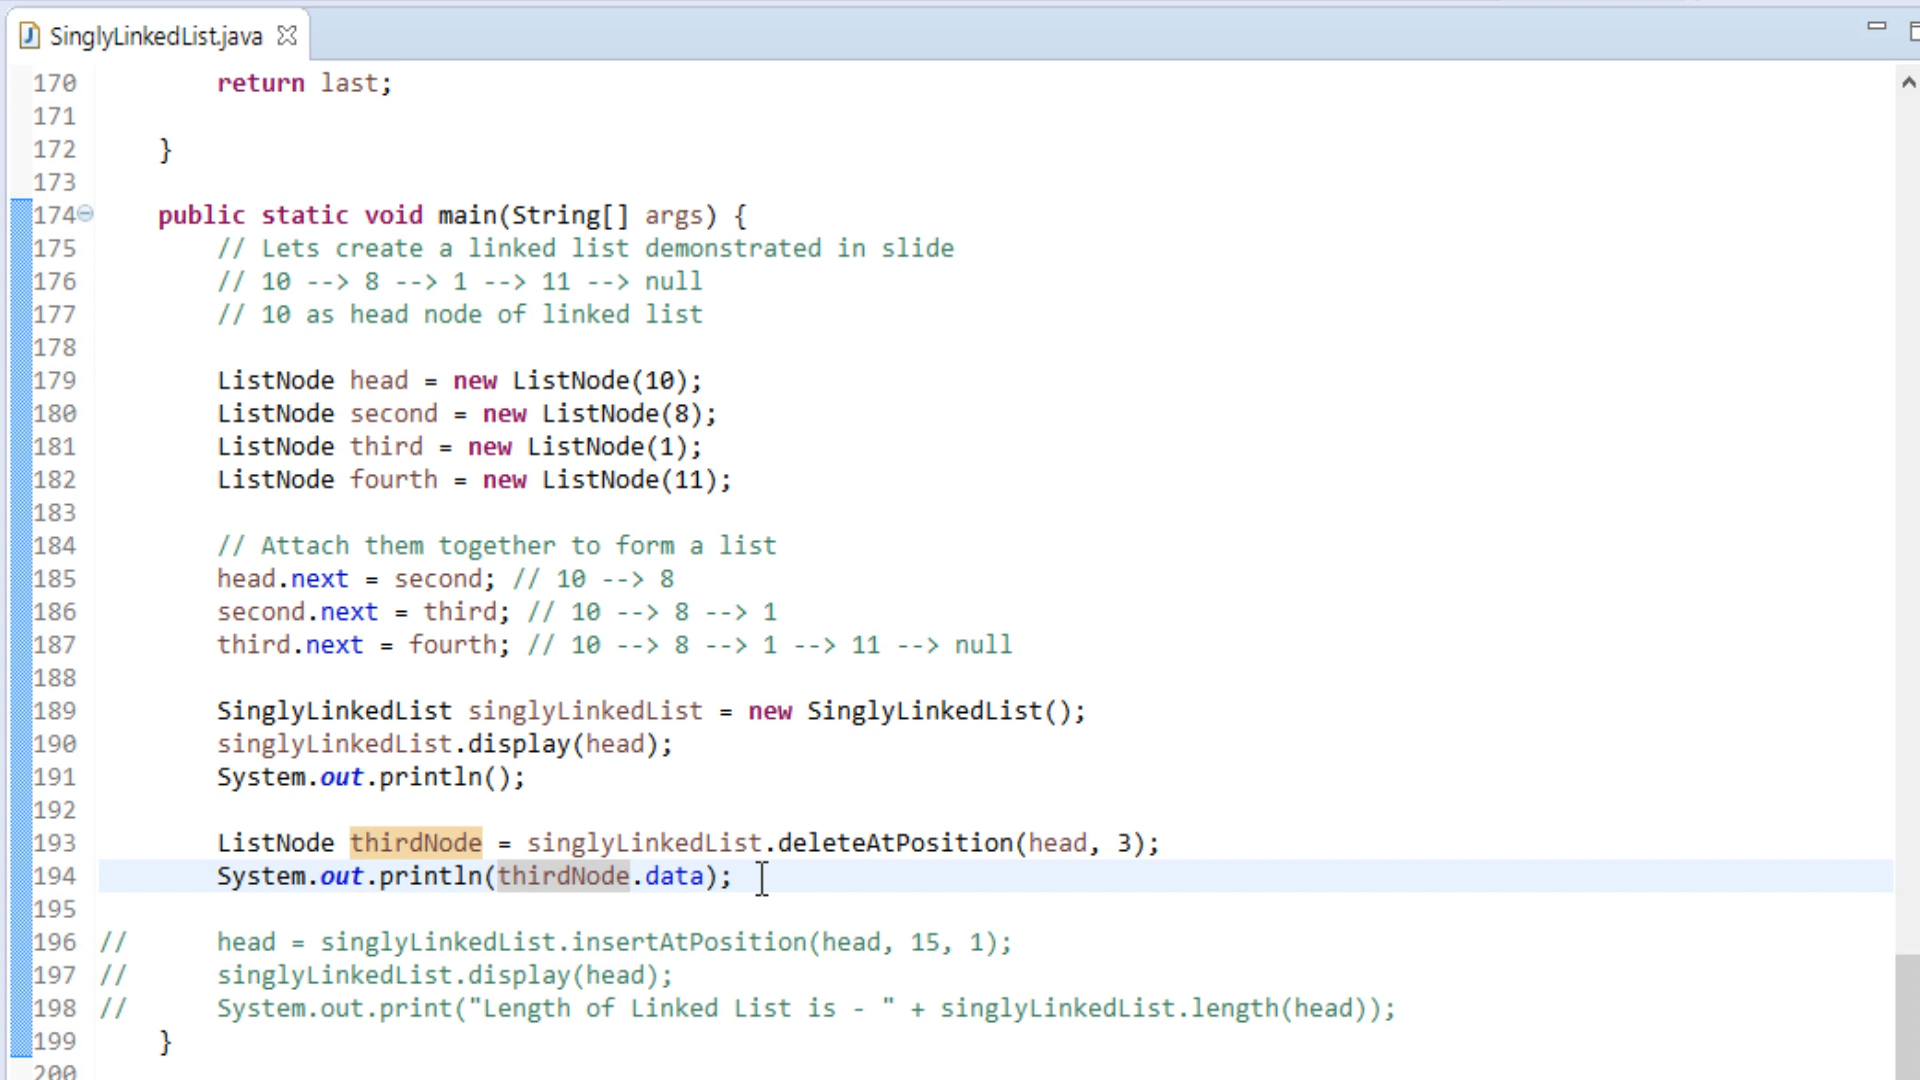 SinglyLinkedList.java
170 return last;
171
172 }
173
174 public static void main(String[] args) {
175 // Lets create a linked list demonstrated in slide
176 // 10 --> 8 --> 1 --> 11 --> null
177 // 10 as head node of linked list
178
179 ListNode head = new ListNode(10);
180 ListNode second = new ListNode(8);
181 ListNode third = new ListNode(1);
182 ListNode fourth = new ListNode(11);
183
184 // Attach them together to form a list
185 head.next = second; // 10 --> 8
186 second.next = third; // 10 --> 8 --> 1
187 third.next = fourth; // 10 --> 8 --> 1 --> 11 --> null
188
189 SinglyLinkedList singlyLinkedList = new SinglyLinkedList();
190 singlyLinkedList.display(head);
191 System.out.println();
192
193 ListNode thirdNode = singlyLinkedList.deleteAtPosition(head, 3);
194 System.out.println(thirdNode.data);
195
196 // head = singlyLinkedList.insertAtPosition(head, 15, 1);
197 // singlyLinkedList.display(head);
198 // System.out.print("Length of Linked List is - " + singlyLinkedList.length(head));
199 }
200